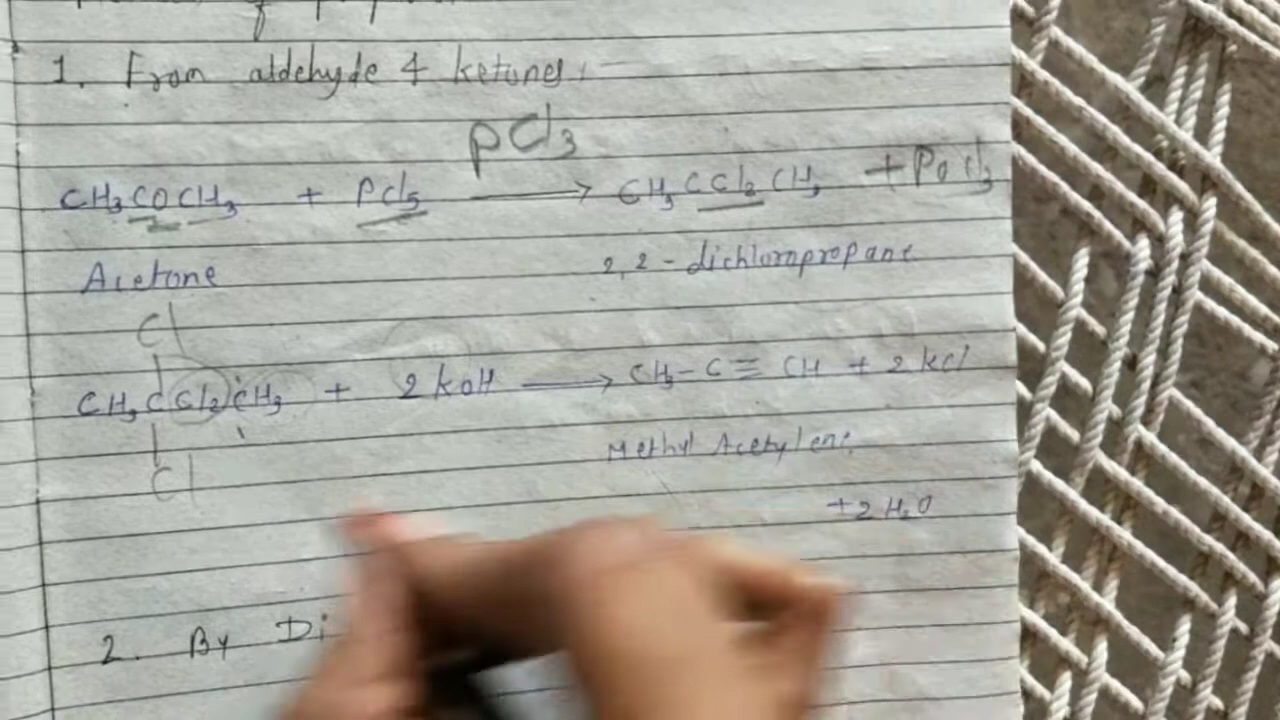 1. From aldehyde & ketones :-
PCl3
CH3COCH3 + PCl5 ⟶ CH3CCl2CH3 + POCl3
Acetone 2,2-dichloropropane
Cl
CH3CCl2CH3 + 2KOH ⟶ CH3-C≡CH + 2KCl
Cl Methyl Acetylene
+2H2O
2. By Di